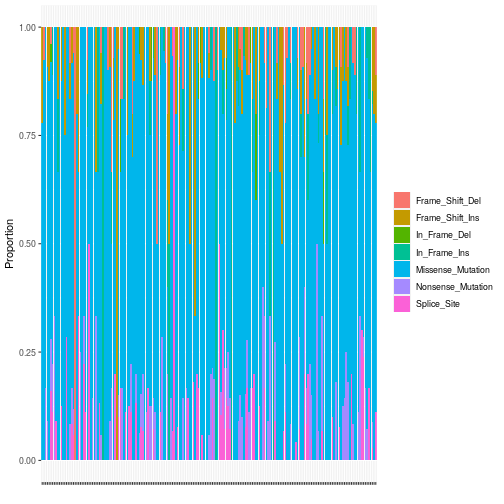 1.00
0.75
0.50
0.25
0.00
Proportion
Frame_Shift_Del
Frame_Shift_Ins
In_Frame_Del
In_Frame_Ins
Missense_Mutation
Nonsense_Mutation
Splice_Site